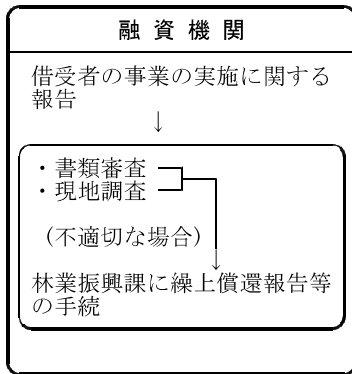 融資機関
借受者の事業の実施に関する
報告
↓
・書類審査
・現地調査
(不適切な場合)
↓
林業振興課に繰上償還報告等
の手続